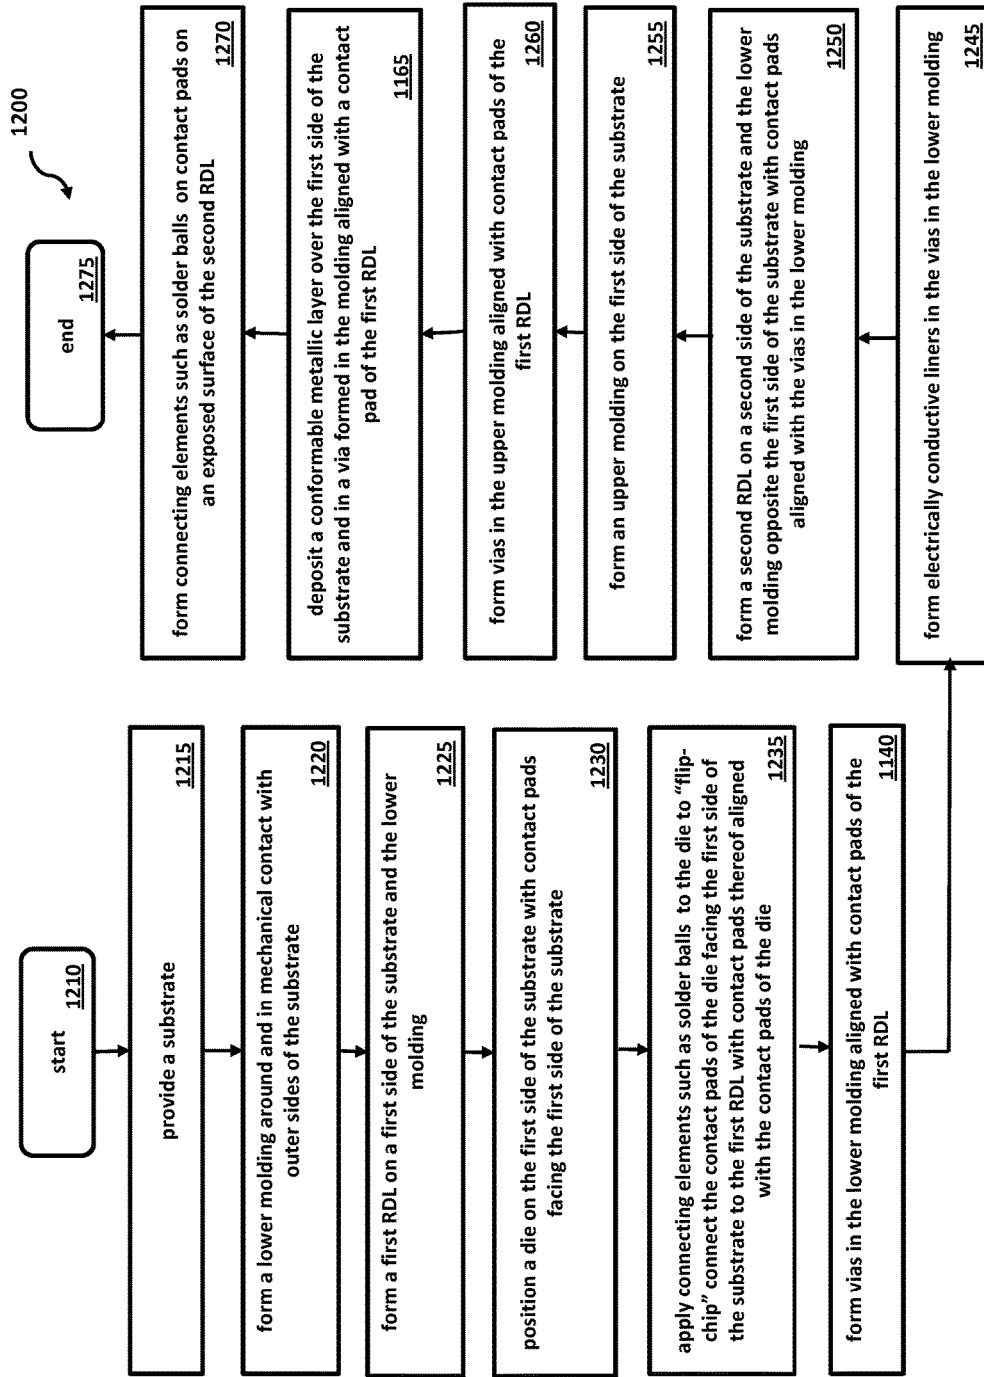 1200
start
1210
provide a substrate
1215
form a lower molding around and in mechanical contact with
outer sides of the substrate
1220
form a first RDL on a first side of the substrate and the lower
molding
1225
position a die on the first side of the substrate with contact pads
facing the first side of the substrate
1230
apply connecting elements such as solder balls to the die to “flip-
chip” connect the contact pads of the die facing the first side of
the substrate to the first RDL with contact pads thereof aligned
with the contact pads of the die
1235
form vias in the lower molding aligned with contact pads of the
first RDL
1140
form electrically conductive liners in the vias in the lower molding
1245
form a second RDL on a second side of the substrate and the lower
molding opposite the first side of the substrate with contact pads
aligned with the vias in the lower molding
1250
form an upper molding on the first side of the substrate
1255
form vias in the upper molding aligned with contact pads of the
first RDL
1260
deposit a conformable metallic layer over the first side of the
substrate and in a via formed in the molding aligned with a contact
pad of the first RDL
1165
form connecting elements such as solder balls on contact pads on
an exposed surface of the second RDL
1270
end
1275